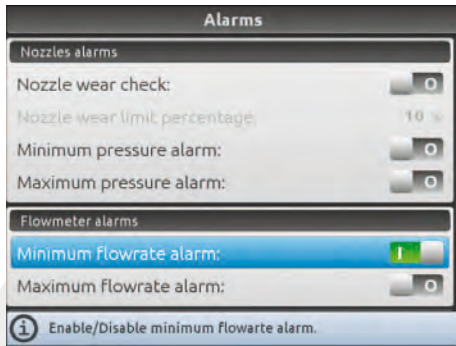 Alarms
Nozzles alarms
Nozzle wear check: O
Nozzle wear limit percentage: 10 %
Minimum pressure alarm: O
Maximum pressure alarm: O
Flowmeter alarms
Minimum flowrate alarm: I
Maximum flowrate alarm: O
i Enable/Disable minimum flowarte alarm.